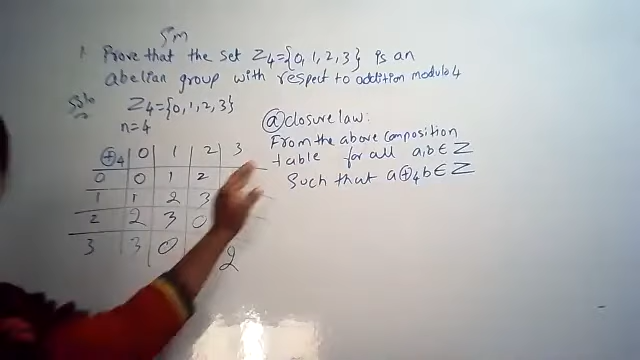 5m
1. Prove that the set Z₄={0,1,2,3} is an
abelian group with respect to addition modulo 4
Soln Z₄={0,1,2,3}
n=4
⊕₄ 0 1 2 3
0 0 1 2
1 1 2 3
2 2 3 0
3 3 0 2
ⓐ closure law:
From the above composition
table for all a,b∈Z
Such that a⊕₄b∈Z